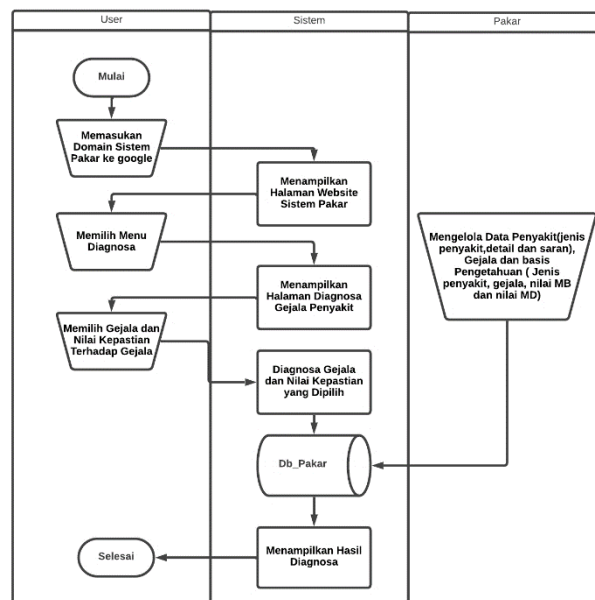 User
Sistem
Pakar
Mulai
Memasukan
Domain Sistem
Pakar ke google
Menampilkan
Halaman Website
Sistem Pakar
Memilih Menu
Diagnosa
Menampilkan
Halaman Diagnosa
Gejala Penyakit
Memilih Gejala dan
Nilai Kepastian
Terhadap Gejala
Diagnosa Gejala
dan Nilai Kepastian
yang Dipilih
Mengelola Data Penyakit(jenis
penyakit,detail dan saran),
Gejala dan basis
Pengetahuan ( Jenis
penyakit, gejala, nilai MB
dan nilai MD)
Db_Pakar
Menampilkan Hasil
Diagnosa
Selesai